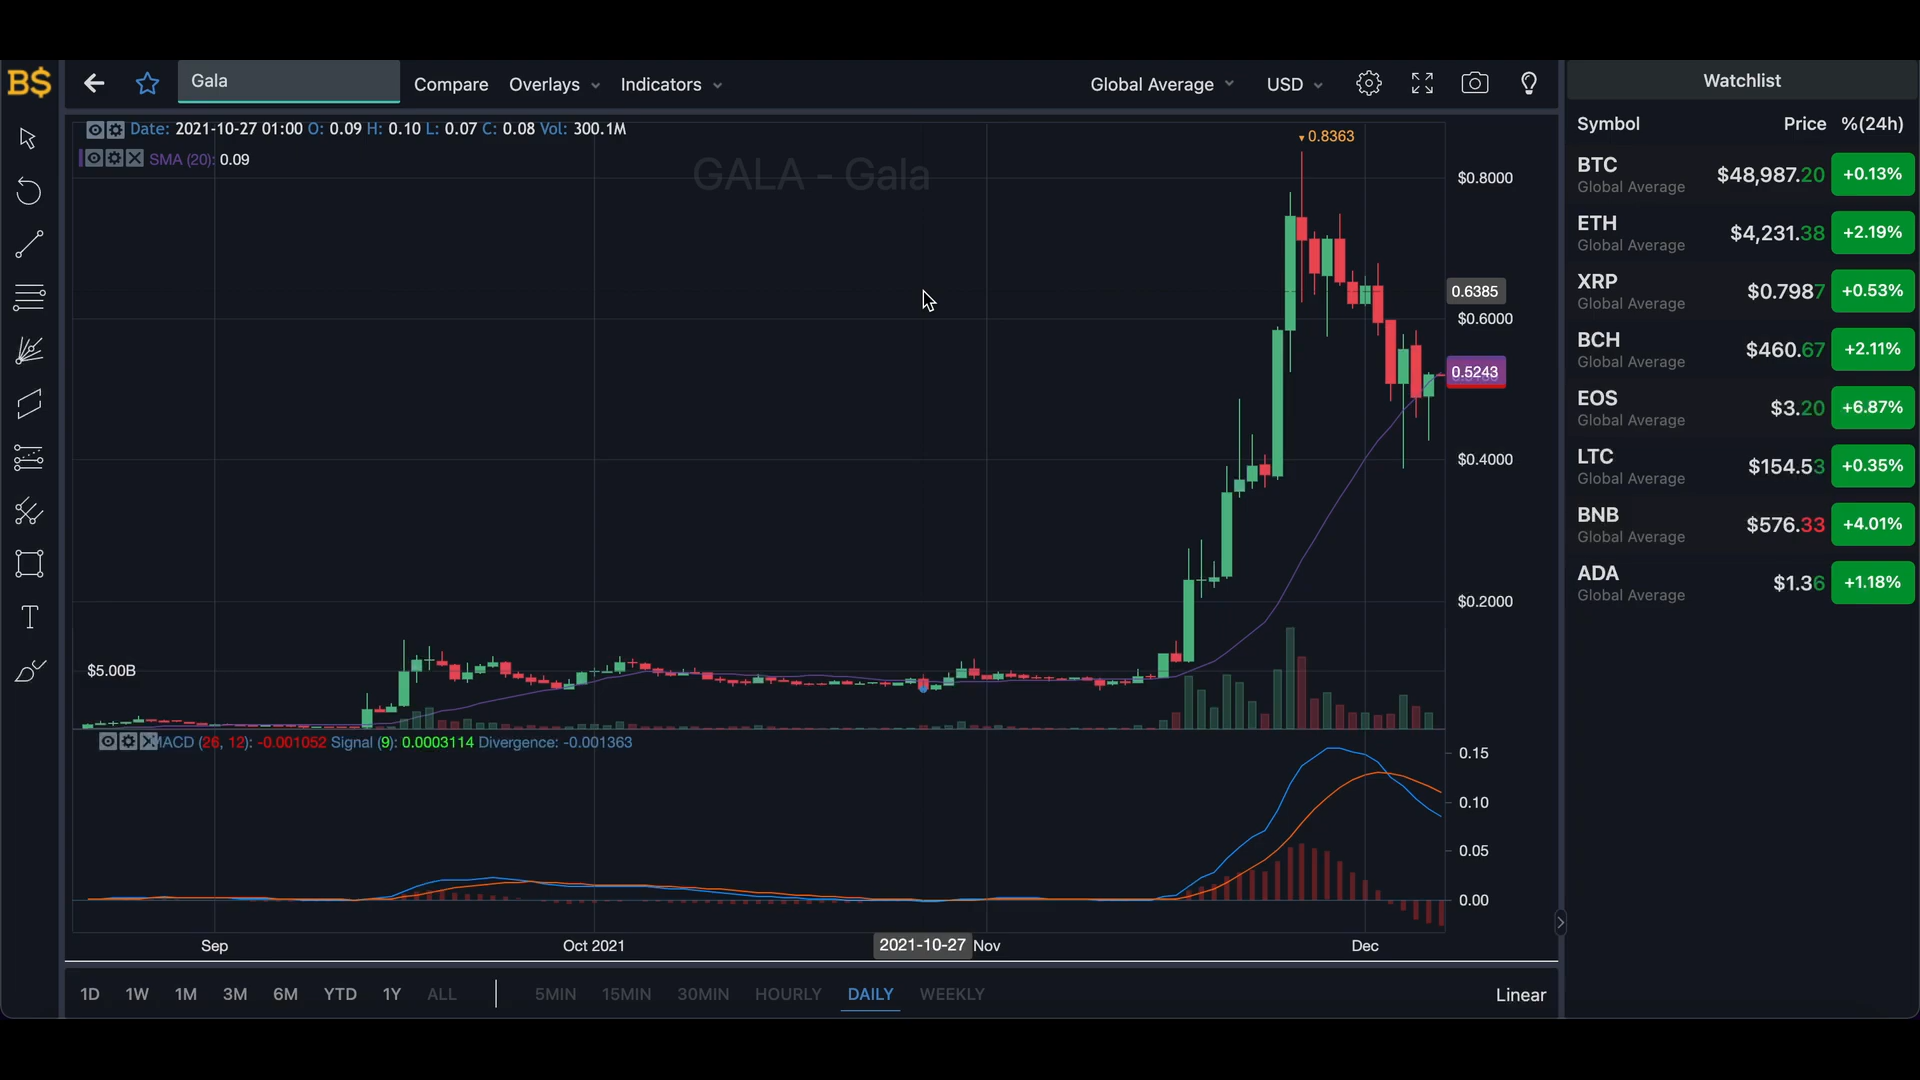 B$
Gala
Compare Overlays Indicators Global Average USD
Date: 2021-10-27 01:00 O: 0.09 H: 0.10 L: 0.07 C: 0.08 Vol: 300.1M
SMA (20): 0.09
GALA - Gala
0.8363
$0.8000
0.6385
$0.6000
0.5243
$0.4000
$0.2000
$5.00B
MACD (26, 12): -0.001052 Signal (9): 0.0003114 Divergence: -0.001363
0.15
0.10
0.05
0.00
Sep Oct 2021 2021-10-27 Nov Dec
1D 1W 1M 3M 6M YTD 1Y ALL 5MIN 15MIN 30MIN HOURLY DAILY WEEKLY Linear
Watchlist
Symbol Price %(24h)
BTC $48,987.20 +0.13%
Global Average
ETH $4,231.38 +2.19%
Global Average
XRP $0.7987 +0.53%
Global Average
BCH $460.67 +2.11%
Global Average
EOS $3.20 +6.87%
Global Average
LTC $154.53 +0.35%
Global Average
BNB $576.33 +4.01%
Global Average
ADA $1.36 +1.18%
Global Average